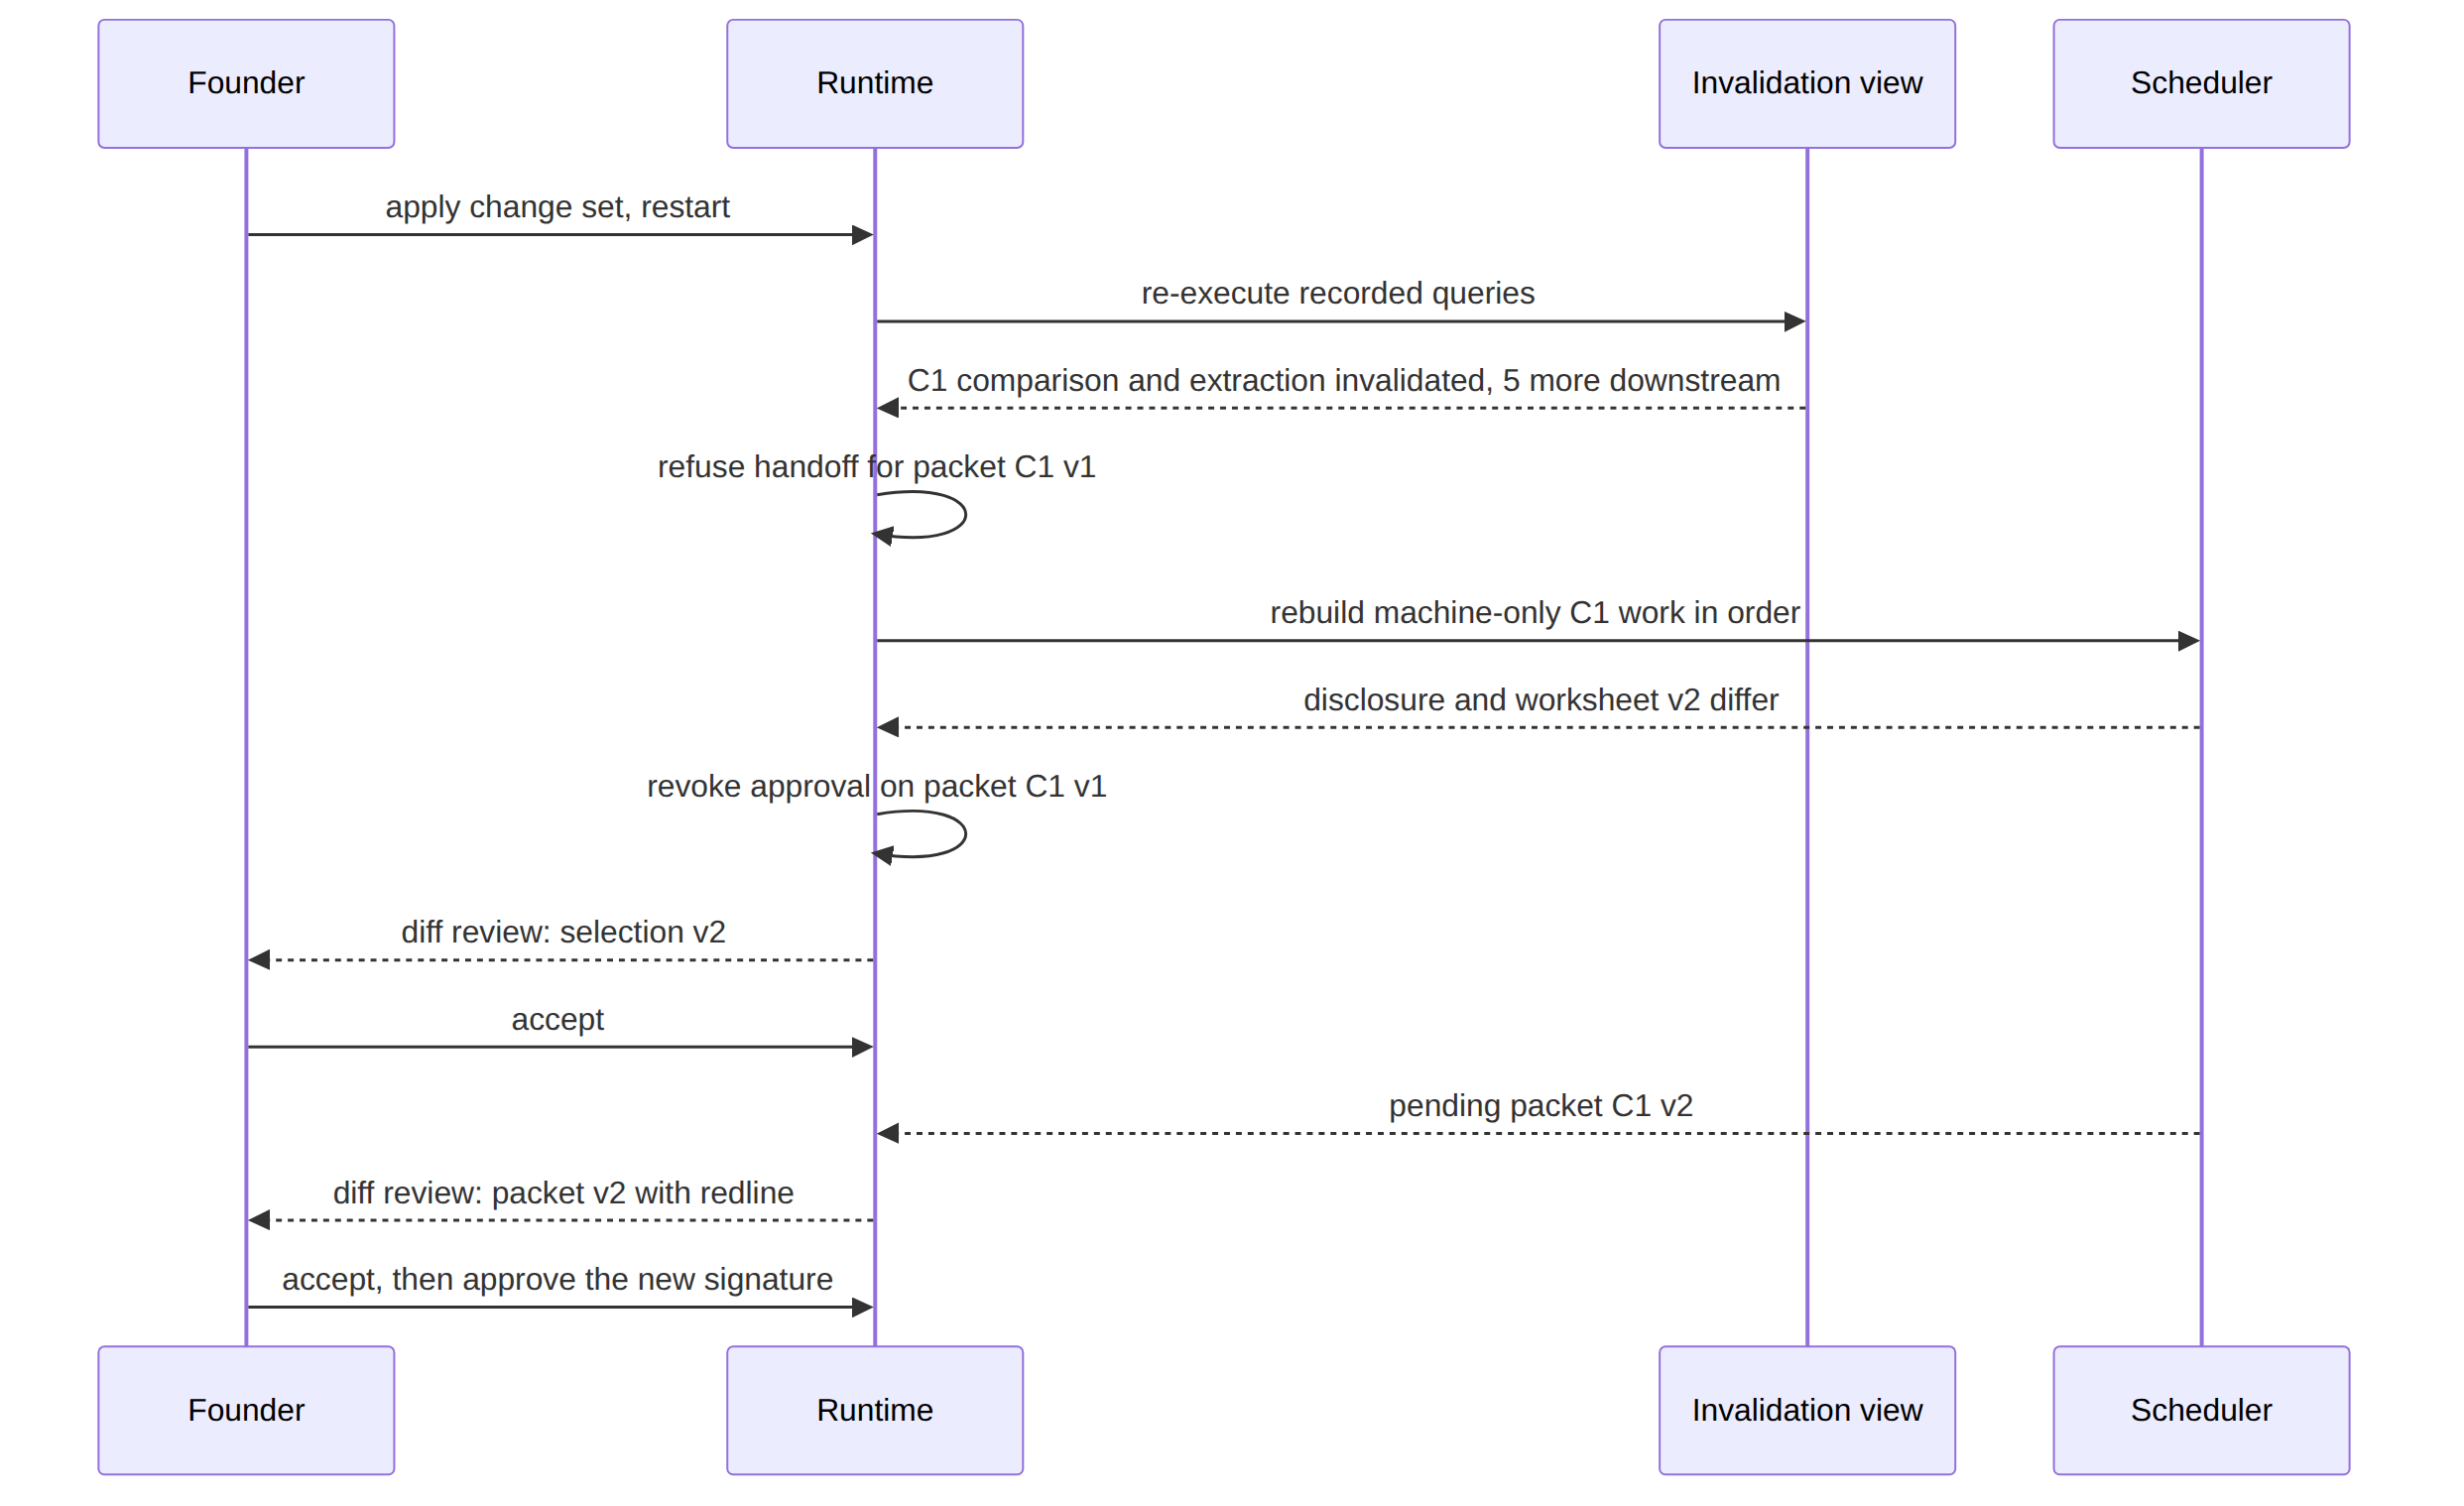 Founder
Runtime
Invalidation view
Scheduler
apply change set, restart
re-execute recorded queries
C1 comparison and extraction invalidated, 5 more downstream
refuse handoff for packet C1 v1
rebuild machine-only C1 work in order
disclosure and worksheet v2 differ
revoke approval on packet C1 v1
diff review: selection v2
accept
pending packet C1 v2
diff review: packet v2 with redline
accept, then approve the new signature
Founder
Runtime
Invalidation view
Scheduler